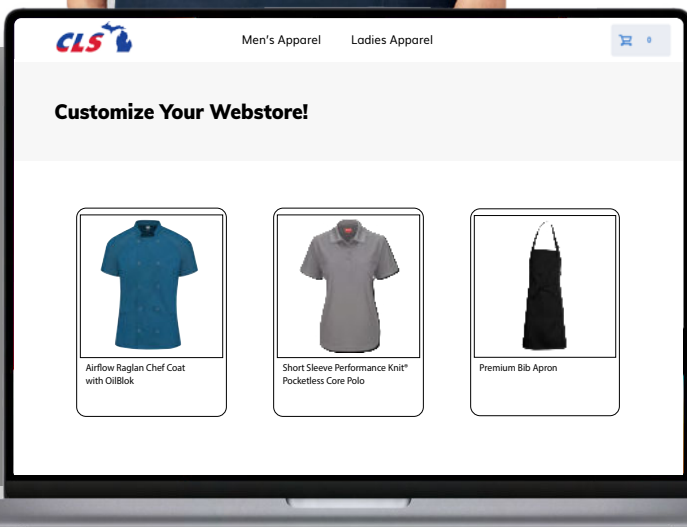 CLS
Men's Apparel Ladies Apparel
0
Customize Your Webstore!
Airflow Raglan Chef Coat
with OilBlok
Short Sleeve Performance Knit®
Pocketless Core Polo
Premium Bib Apron